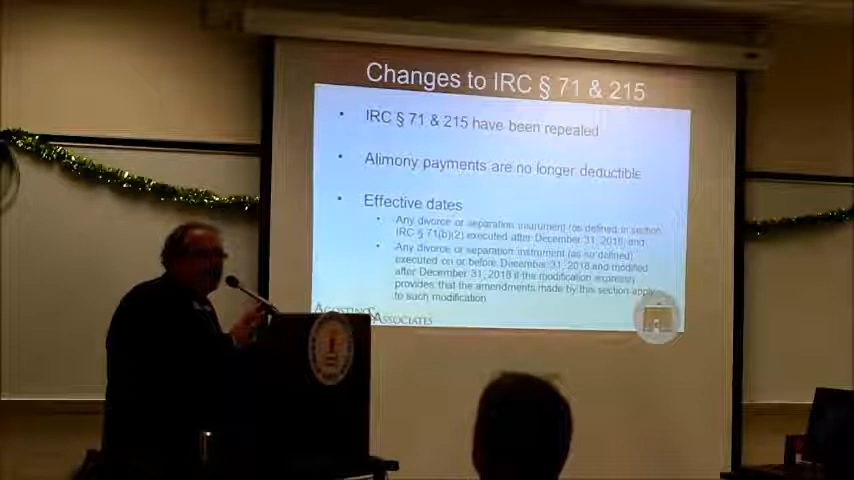 Changes to IRC § 71 & 215
• IRC § 71 & 215 have been repealed
• Alimony payments are no longer deductible
• Effective dates
• Any divorce or separation instrument (as defined in section
IRC § 71(b)(2) executed after December 31, 2018; and
• Any divorce or separation instrument (as so defined)
executed on or before December 31, 2018 and modified
after December 31, 2018 if the modification expressly
provides that the amendments made by this section apply
to such modification
AGOSTINO & ASSOCIATES